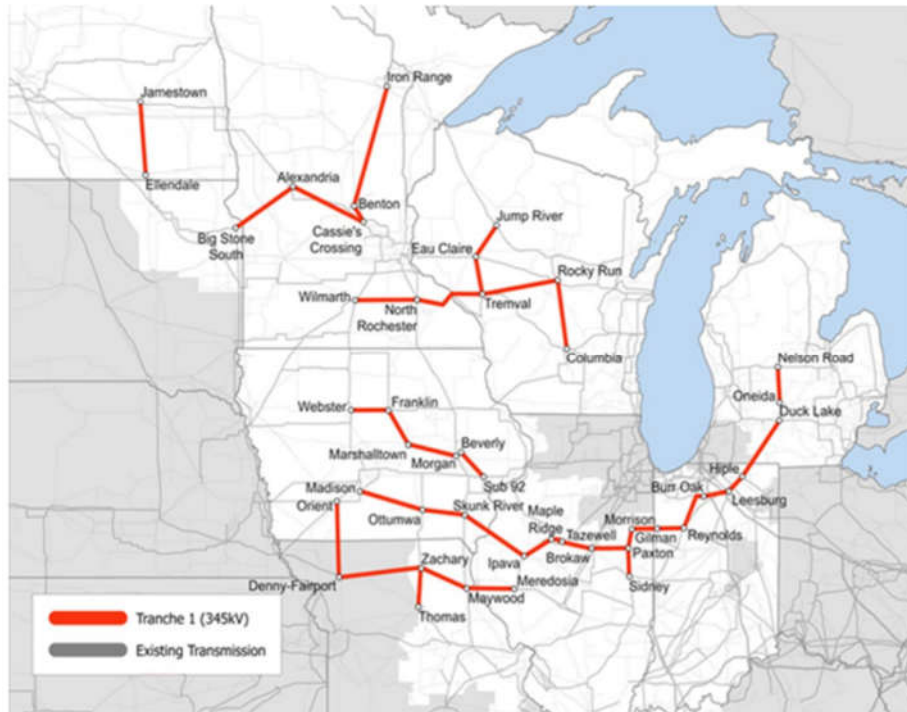 Iron Range
Jamestown
Ellendale
Alexandria
Benton
Big Stone
South
Cassie's
Crossing
Jump River
Eau Claire
Rocky Run
Wilmarth
North
Rochester
Tremval
Columbia
Nelson Road
Oneida
Duck Lake
Webster
Franklin
Marshalltown
Morgan
Beverly
Sub 92
Hiple
Burr Oak
Leesburg
Madison
Orient
Ottumwa
Skunk River
Maple
Ridge
Tazewell
Morrison
Gilman
Reynolds
Ipava
Brokaw
Paxton
Zachary
Denny-Fairport
Meredosia
Maywood
Sidney
Thomas
Tranche 1 (345kV)
Existing Transmission